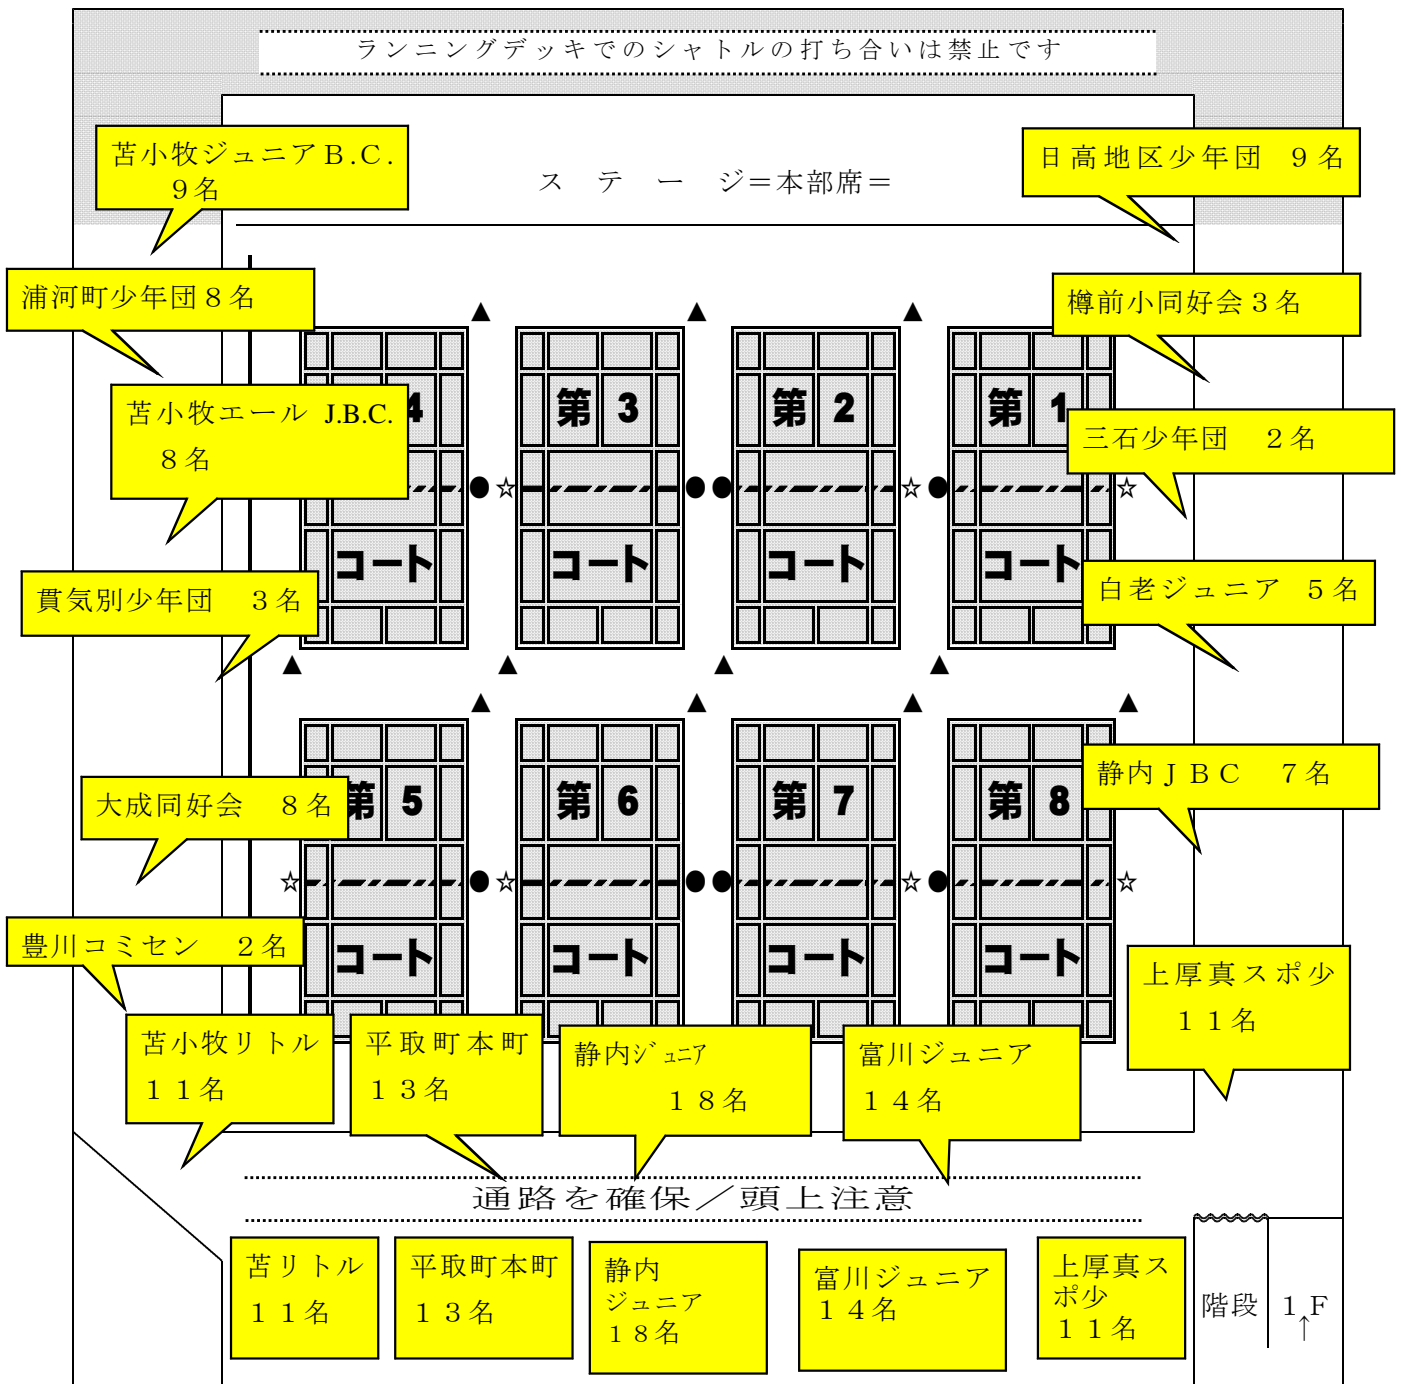 ランニングデッキでのシャトルの打ち合いは禁止です
苫小牧ジュニアB.C.
９名
ス　テ　ー　ジ＝本部席＝
日高地区少年団　９名
浦河町少年団８名
樽前小同好会３名
苫小牧エール J.B.C.
８名
4
第 3
第 2
第 1
三石少年団　２名
コート
コート
コート
コート
貫気別少年団　３名
白老ジュニア　５名
静内ＪＢＣ　７名
大成同好会　８名
第 5
第 6
第 7
第 8
豊川コミセン　２名
コート
コート
コート
コート
上厚真スポ少
１１名
苫小牧リトル
１１名
平取町本町
１３名
静内ｼﾞｭﾆｱ
１８名
富川ジュニア
１４名
通路を確保／頭上注意
苫リトル
１１名
平取町本町
１３名
静内
ジュニア
１８名
富川ジュニア
１４名
上厚真ス
ポ少
１１名
階段
１F
↑